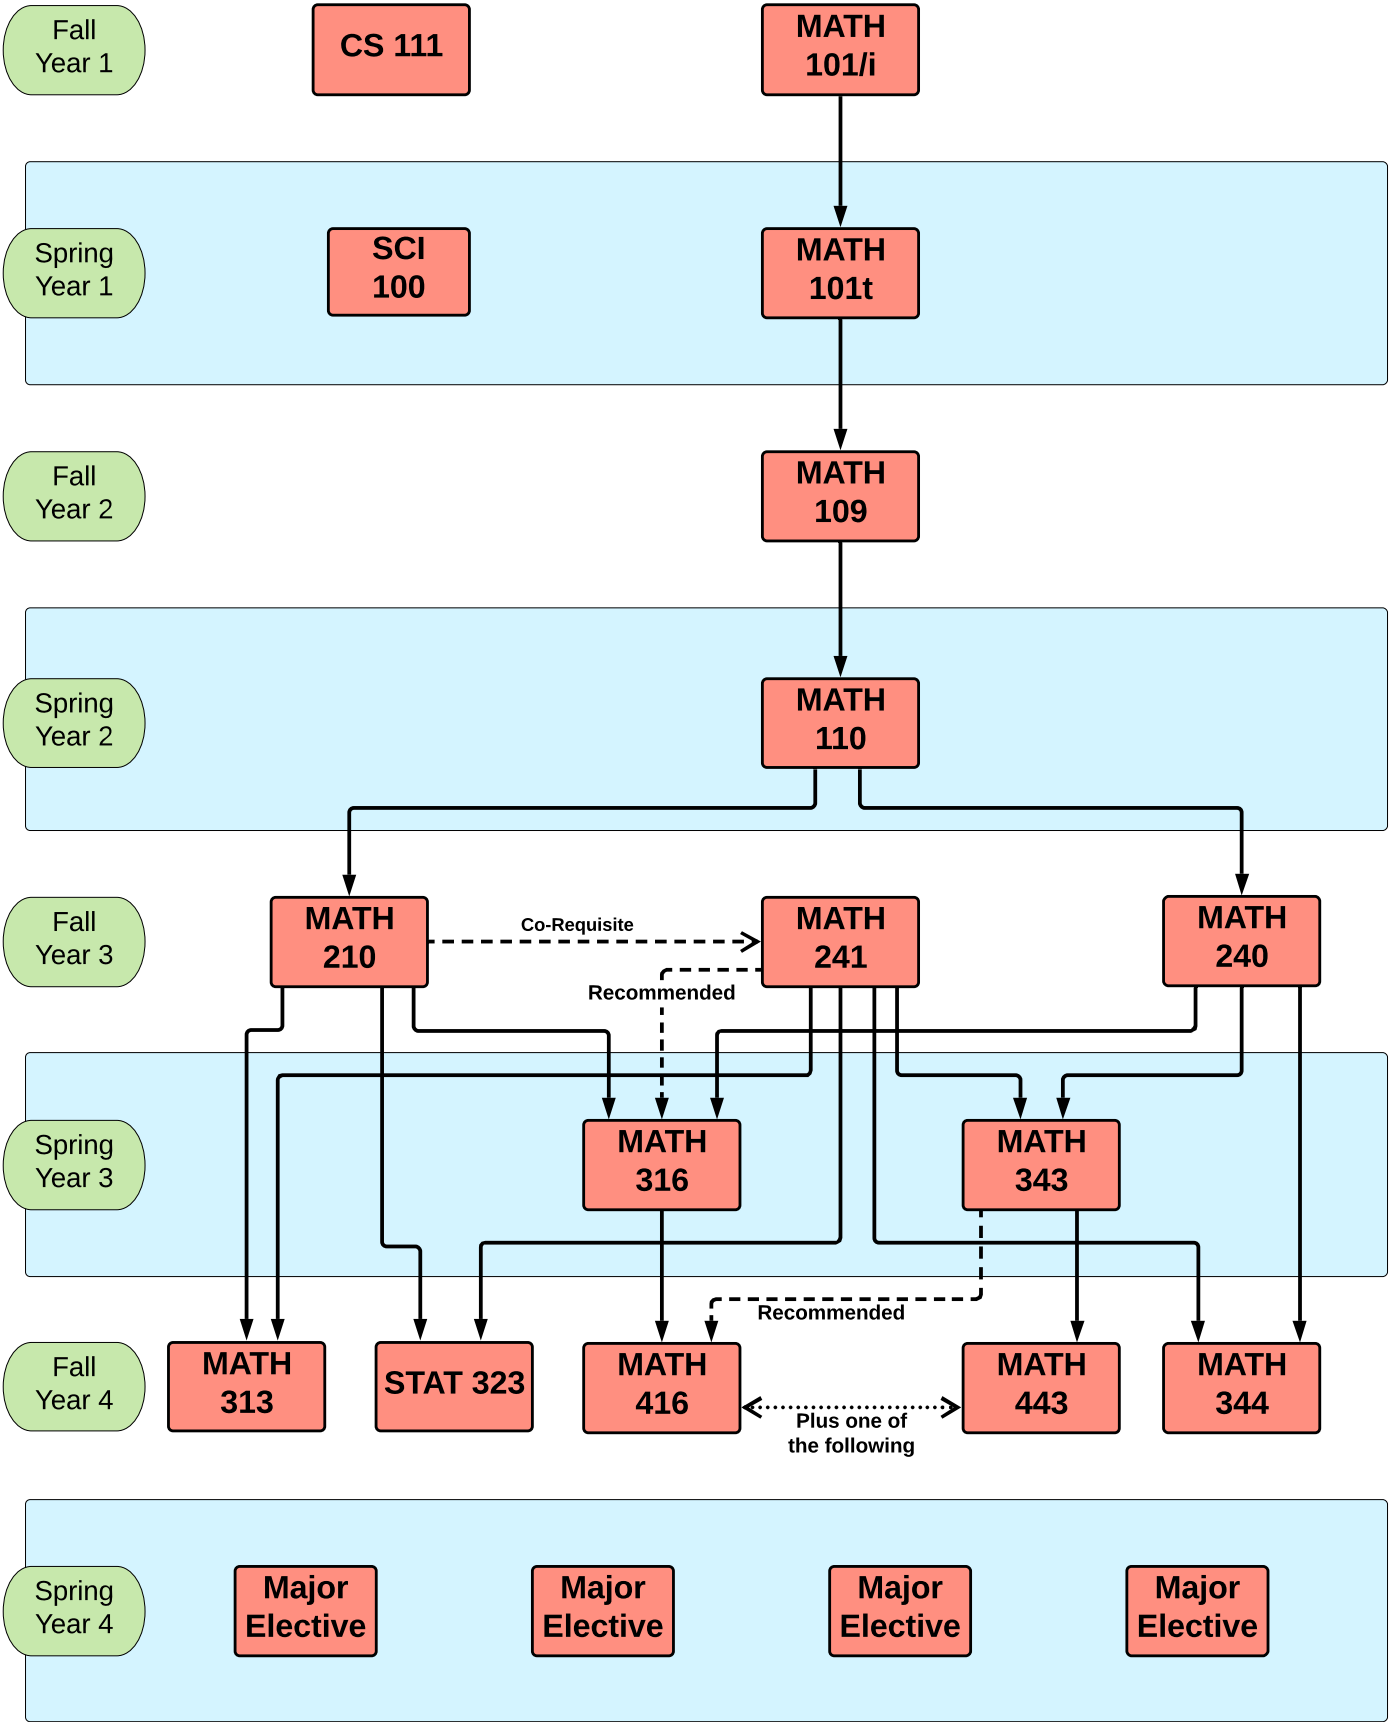 Fall
Year 1
CS 111
MATH
101/i
Spring
Year 1
SCI
100
MATH
101t
Fall
Year 2
MATH
109
Spring
Year 2
MATH
110
Fall
Year 3
MATH
210
Co-Requisite
MATH
241
MATH
240
Recommended
Spring
Year 3
MATH
316
MATH
343
Recommended
Fall
Year 4
MATH
313
STAT 323
MATH
416
Plus one of
the following
MATH
443
MATH
344
Spring
Year 4
Major
Elective
Major
Elective
Major
Elective
Major
Elective